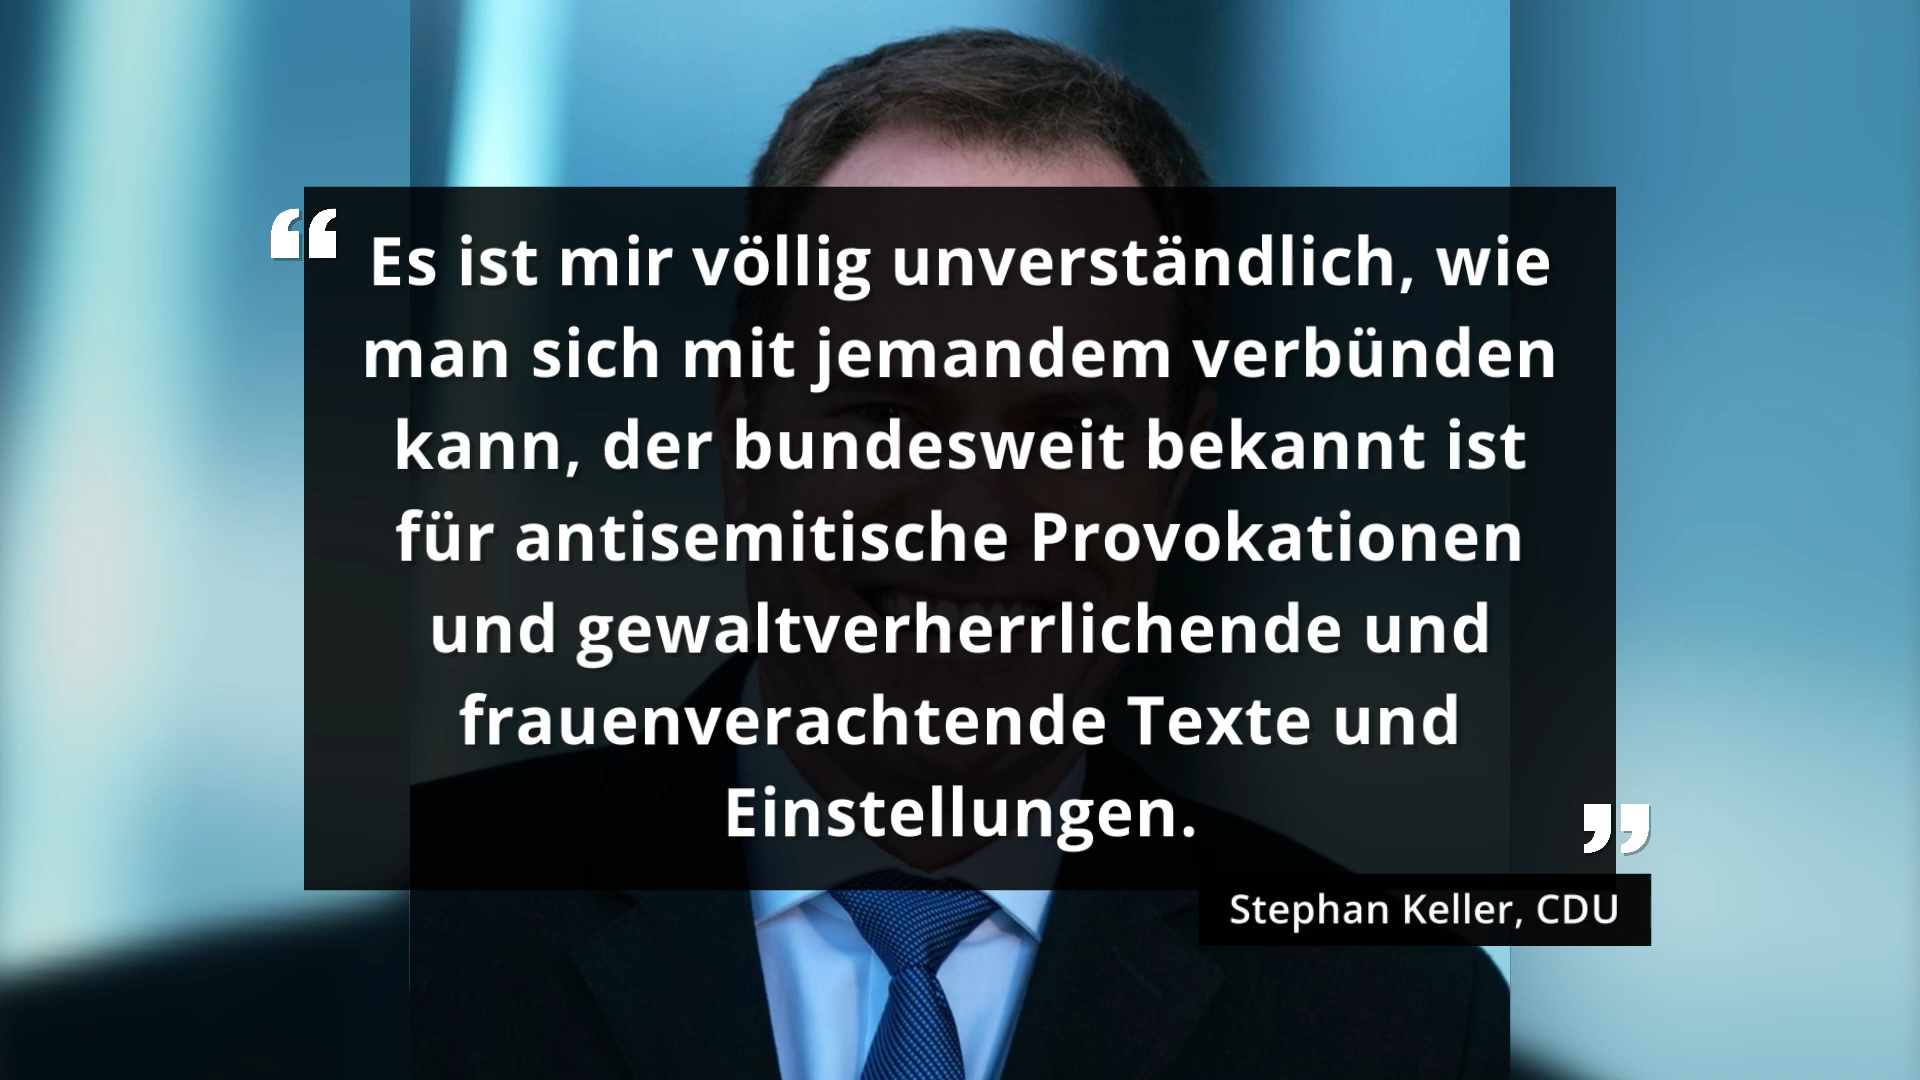 “
Es ist mir völlig unverständlich, wie
man sich mit jemandem verbünden
kann, der bundesweit bekannt ist
für antisemitische Provokationen
und gewaltverherrlichende und
frauenverachtende Texte und
Einstellungen.
”
Stephan Keller, CDU